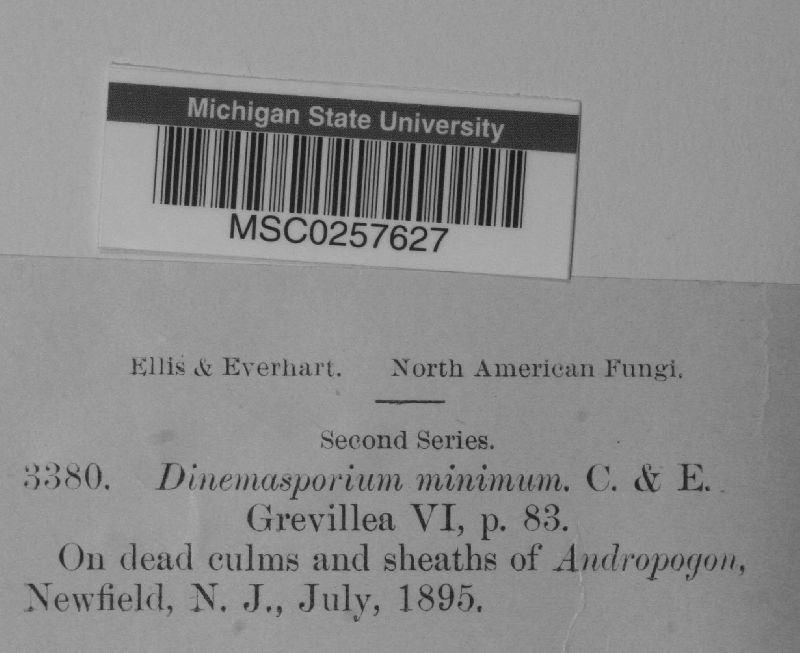 Michigan State University
MSC0257627
Ellis & Everhart. North American Fungi.
Second Series.
3380. Dinemasporium minimum. C. & E.
Grevillea VI, p. 83.
On dead culms and sheaths of Andropogon,
Newfield, N. J., July, 1895.